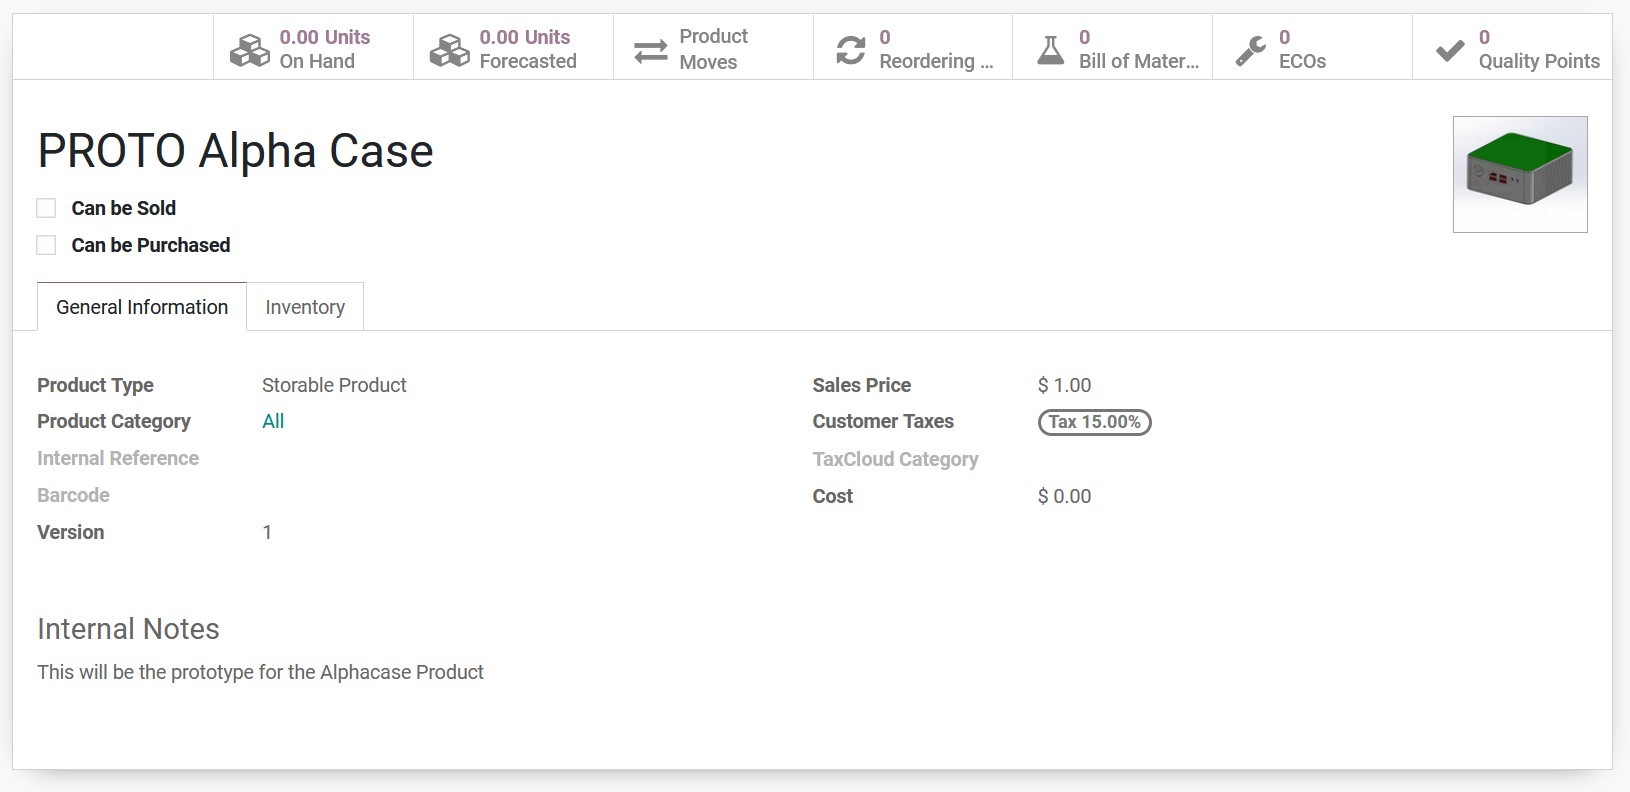 0.00 Units
On Hand
0.00 Units
Forecasted
Product
Moves
0
Reordering ...
0
Bill of Mater...
0
ECOs
0
Quality Points
PROTO Alpha Case
Can be Sold
Can be Purchased
General Information
Inventory
Product Type Storable Product
Product Category All
Internal Reference
Barcode
Version 1
Sales Price $ 1.00
Customer Taxes Tax 15.00%
TaxCloud Category
Cost $ 0.00
Internal Notes
This will be the prototype for the Alphacase Product